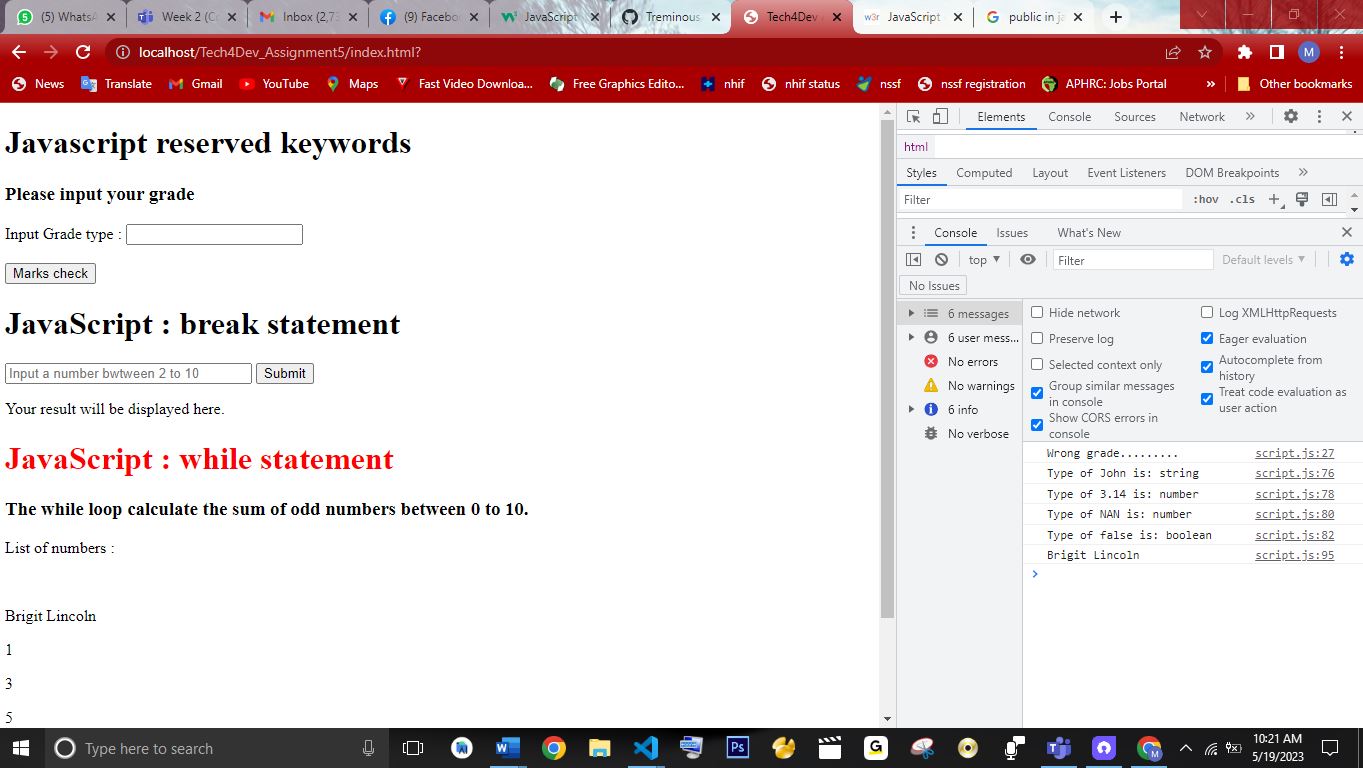 (5) WhatsA
Week 2 (Co
Inbox (2,73
(9) Facebo
JavaScript
Treminous
Tech4Dev
JavaScript
public in ja
localhost/Tech4Dev_Assignment5/index.html?
M
News
Translate
Gmail
YouTube
Maps
Fast Video Downloa...
Free Graphics Edito...
nhif
nhif status
nssf
nssf registration
APHRC: Jobs Portal
»
Other bookmarks
Javascript reserved keywords
Please input your grade
Input Grade type :
Marks check
JavaScript : break statement
Input a number bwtween 2 to 10
Submit
Your result will be displayed here.
JavaScript : while statement
The while loop calculate the sum of odd numbers between 0 to 10.
List of numbers :
Brigit Lincoln
1
3
5
Elements Console Sources Network »
html
Styles Computed Layout Event Listeners DOM Breakpoints »
Filter :hov .cls
Console Issues What's New
top ▼ Filter Default levels ▼
No Issues
6 messages
6 user mess...
No errors
No warnings
6 info
No verbose
Hide network
Log XMLHttpRequests
Preserve log
Eager evaluation
Selected context only
Autocomplete from
history
Group similar messages
in console
Treat code evaluation as
user action
Show CORS errors in
console
Wrong grade......... script.js:27
Type of John is: string script.js:76
Type of 3.14 is: number script.js:78
Type of NAN is: number script.js:80
Type of false is: boolean script.js:82
Brigit Lincoln script.js:95
Type here to search
10:21 AM
5/19/2023